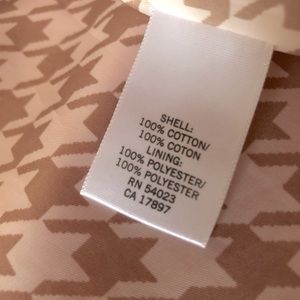 SHELL:
100% COTTON/
100% COTON
LINING:
100% POLYESTER/
100% POLYESTER
RN 54023
CA 17897